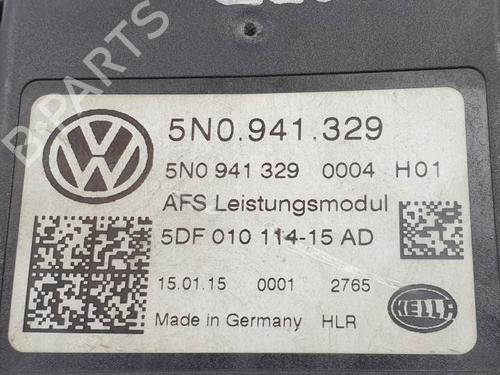 B-PARTS
5N0.941.329
5N0 941 329 0004 H01
AFS Leistungsmodul
5DF 010 114-15 AD
15.01.15 0001 2765
Made in Germany HLR
HELLA